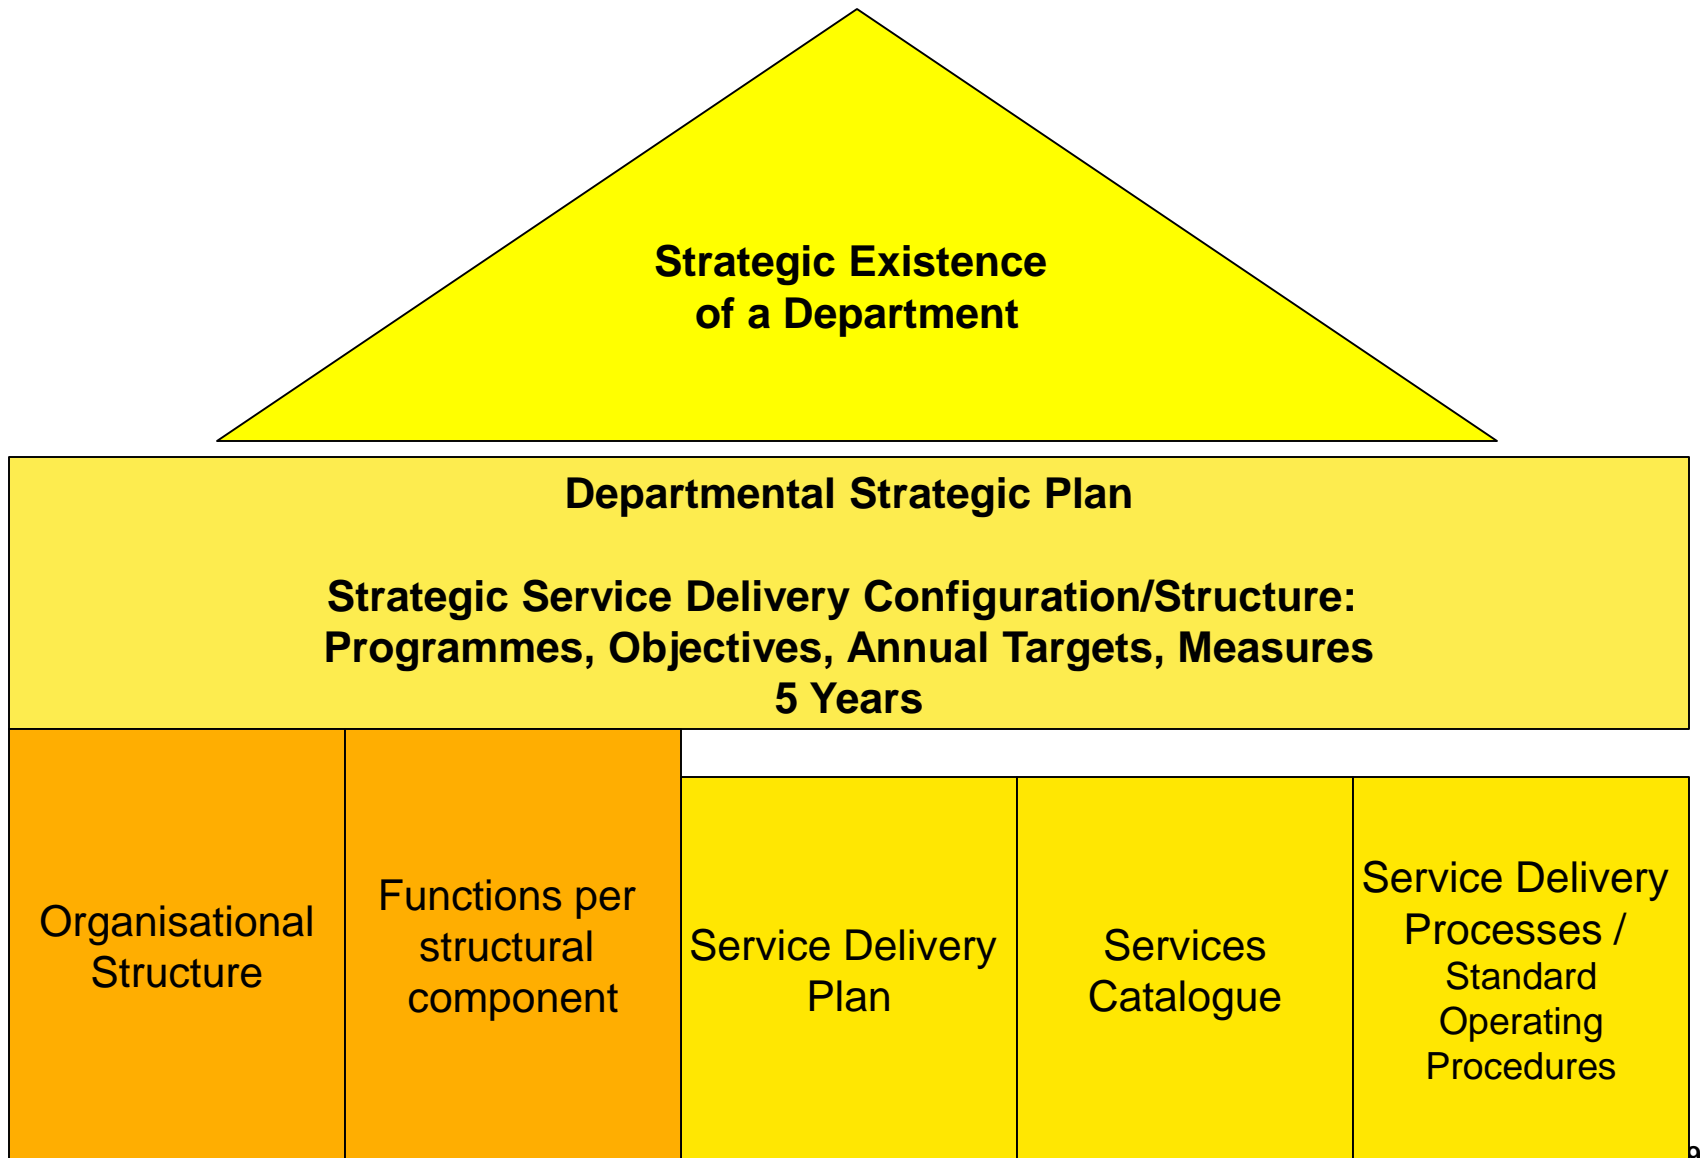 Strategic Existence
of a Department
Departmental Strategic Plan
Strategic Service Delivery Configuration/Structure:
Programmes, Objectives, Annual Targets, Measures
5 Years
Organisational
Structure
Functions per
structural
component
Service Delivery
Plan
Services
Catalogue
Service Delivery
Processes /
Standard
Operating
Procedures